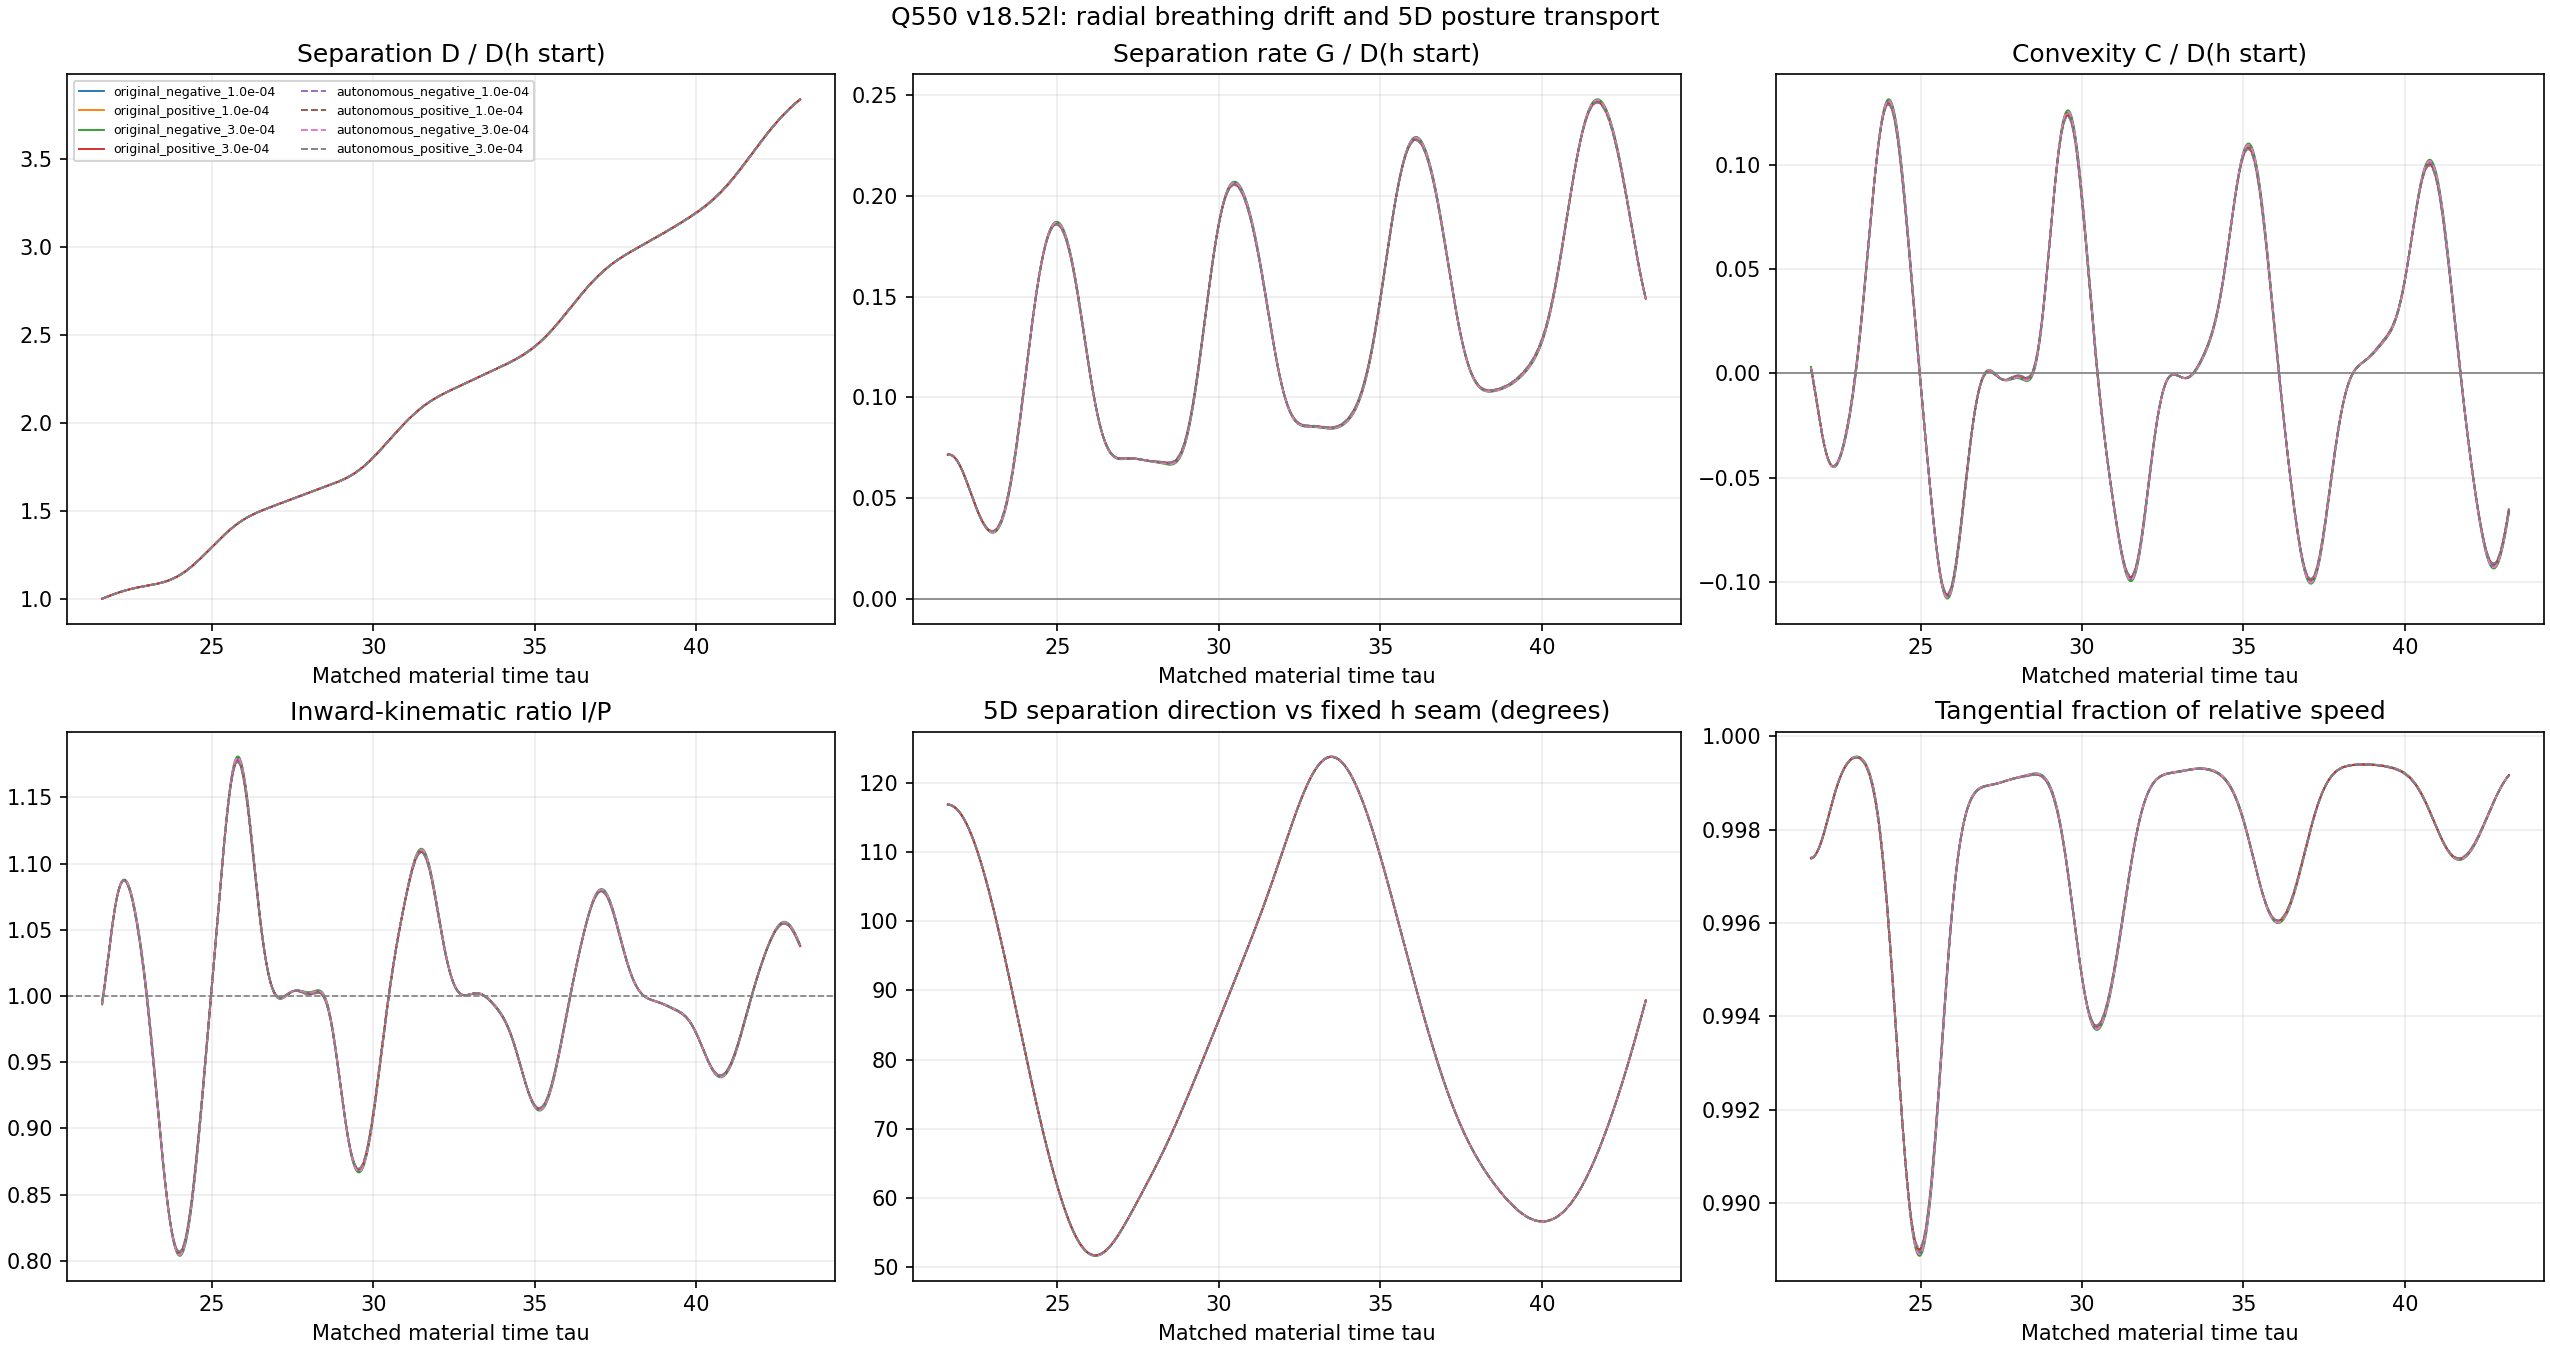 Q550 v18.52l: radial breathing drift and 5D posture transport
Separation D / D(h start)
original_negative_1.0e-04
original_positive_1.0e-04
original_negative_3.0e-04
original_positive_3.0e-04
autonomous_negative_1.0e-04
autonomous_positive_1.0e-04
autonomous_negative_3.0e-04
autonomous_positive_3.0e-04
3.5
3.0
2.5
2.0
1.5
1.0
25 30 35 40
Matched material time tau
Separation rate G / D(h start)
0.25
0.20
0.15
0.10
0.05
0.00
25 30 35 40
Matched material time tau
Convexity C / D(h start)
0.10
0.05
0.00
−0.05
−0.10
25 30 35 40
Matched material time tau
Inward-kinematic ratio I/P
1.15
1.10
1.05
1.00
0.95
0.90
0.85
0.80
25 30 35 40
Matched material time tau
5D separation direction vs fixed h seam (degrees)
120
110
100
90
80
70
60
50
25 30 35 40
Matched material time tau
Tangential fraction of relative speed
1.000
0.998
0.996
0.994
0.992
0.990
25 30 35 40
Matched material time tau